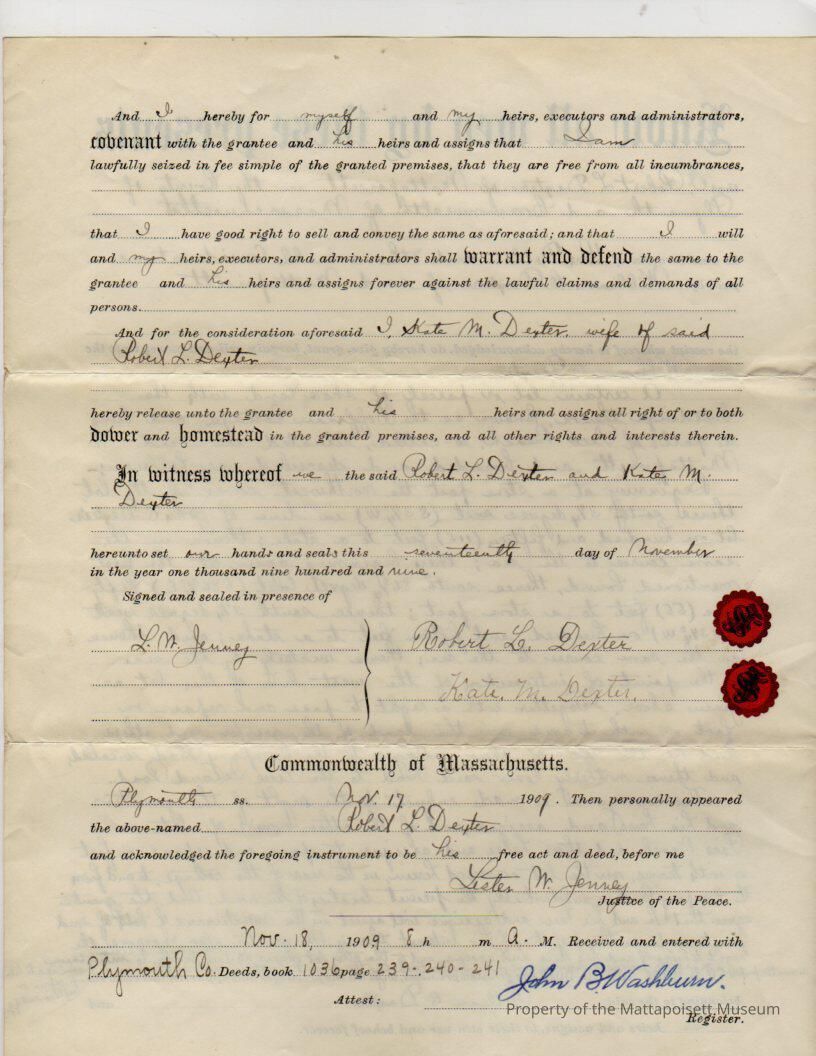 And I hereby for myself and my heirs, executors and administrators,
covenant with the grantee and his heirs and assigns that I am
lawfully seized in fee simple of the granted premises, that they are free from all incumbrances,
that I have good right to sell and convey the same as aforesaid; and that I will
and my heirs, executors, and administrators shall warrant and defend the same to the
grantee and his heirs and assigns forever against the lawful claims and demands of all
persons.
And for the consideration aforesaid I, Kate M. Dexter, wife of said
Robert L. Dexter
hereby release unto the grantee and his heirs and assigns all right of or to both
dower and homestead in the granted premises, and all other rights and interests therein.
In witness whereof we the said Robert L. Dexter and Kate M.
Dexter
hereunto set our hands and seals this seventeenth day of November
in the year one thousand nine hundred and nine.
Signed and sealed in presence of
L. W. Jenney } Robert L. Dexter
Kate. M. Dexter.
Commonwealth of Massachusetts.
Plymouth ss. Nov. 17 1909. Then personally appeared
the above-named Robert L. Dexter
and acknowledged the foregoing instrument to be his free act and deed, before me
Lester W. Jenney
Justice of the Peace.
Nov. 18, 1909 8 h m A. M. Received and entered with
Plymouth Co. Deeds, book 1036 page 239-240-241
Attest: John B. Washburn.
Property of the Mattapoisett Museum
Register.